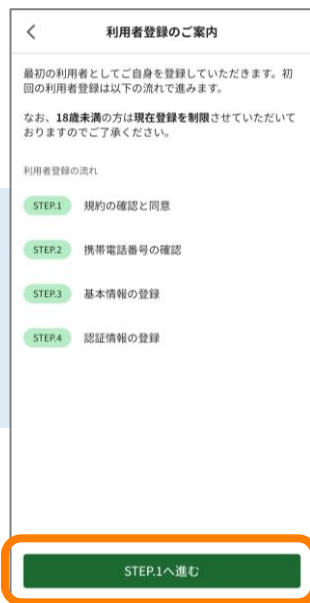 利用者登録のご案内
最初の利用者としてご自身を登録していただきます。初
回の利用者登録は以下の流れで進みます。
なお、18歳未満の方は現在登録を制限させていただいて
おりますのでご了承ください。
利用者登録の流れ
STEP.1 規約の確認と同意
STEP.2 携帯電話番号の確認
STEP.3 基本情報の登録
STEP.4 認証情報の登録
STEP.1へ進む